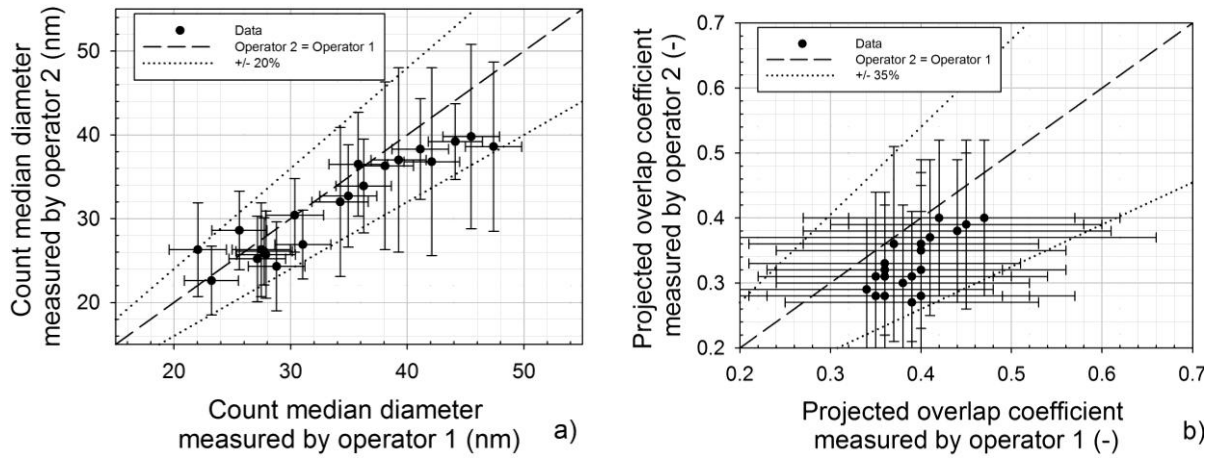 Count median diameter
measured by operator 2 (nm)
50
40
30
20
Data
Operator 2 = Operator 1
+/- 20%
20 30 40 50
Count median diameter
measured by operator 1 (nm)
a)
Projected overlap coefficient
measured by operator 2 (-)
0.7
0.6
0.5
0.4
0.3
0.2
Data
Operator 2 = Operator 1
+/- 35%
0.2 0.3 0.4 0.5 0.6 0.7
Projected overlap coefficient
measured by operator 1 (-)
b)